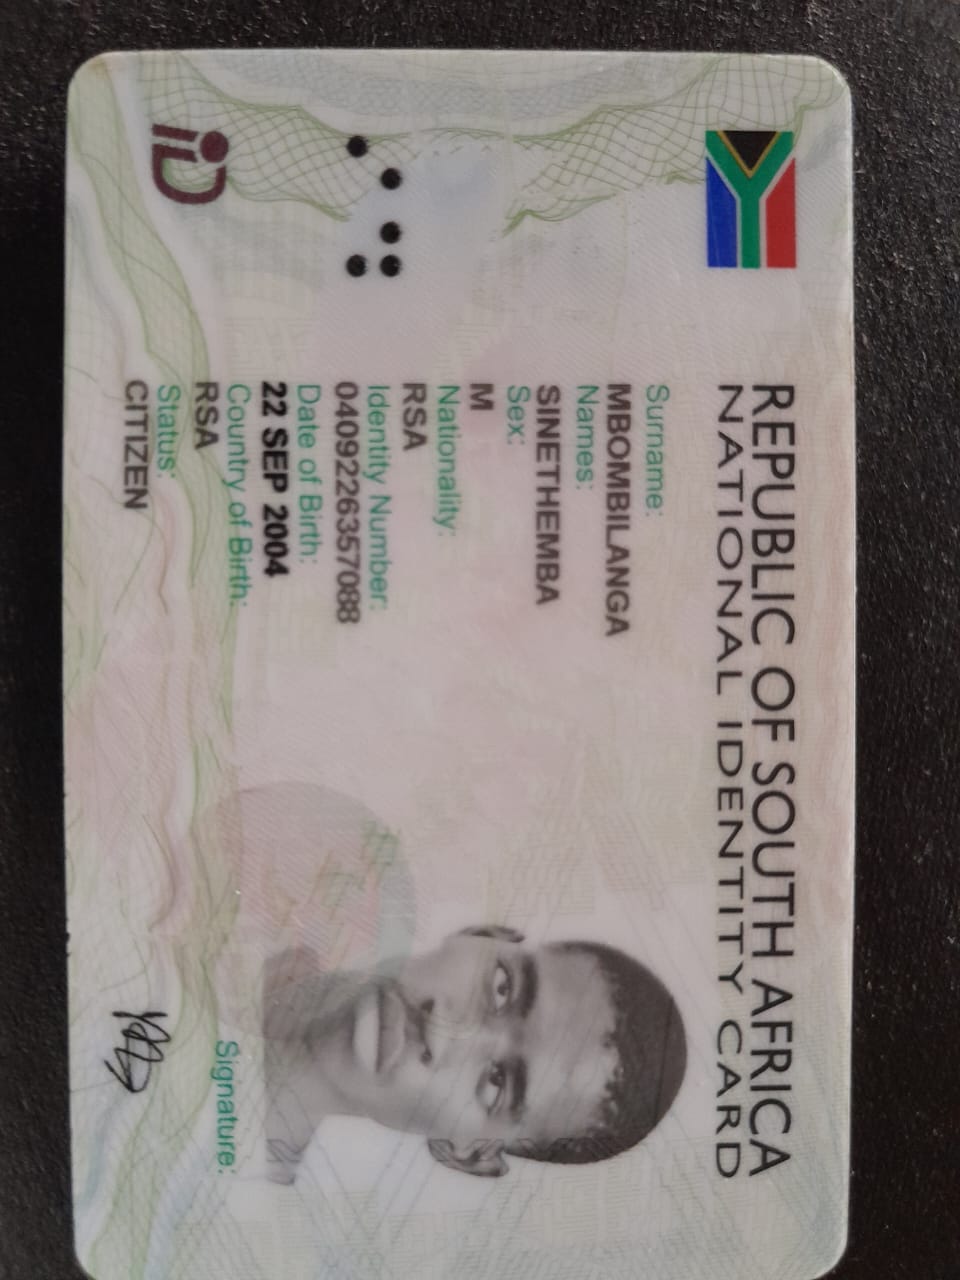 REPUBLIC OF SOUTH AFRICA
NATIONAL IDENTITY CARD
Surname:
MBOMBILANGA
Names:
SINETHEMBA
Sex:
M
Nationality:
RSA
Identity Number:
0409226357088
Date of Birth:
22 SEP 2004
Country of Birth:
RSA
Status:
CITIZEN
Signature:
iD